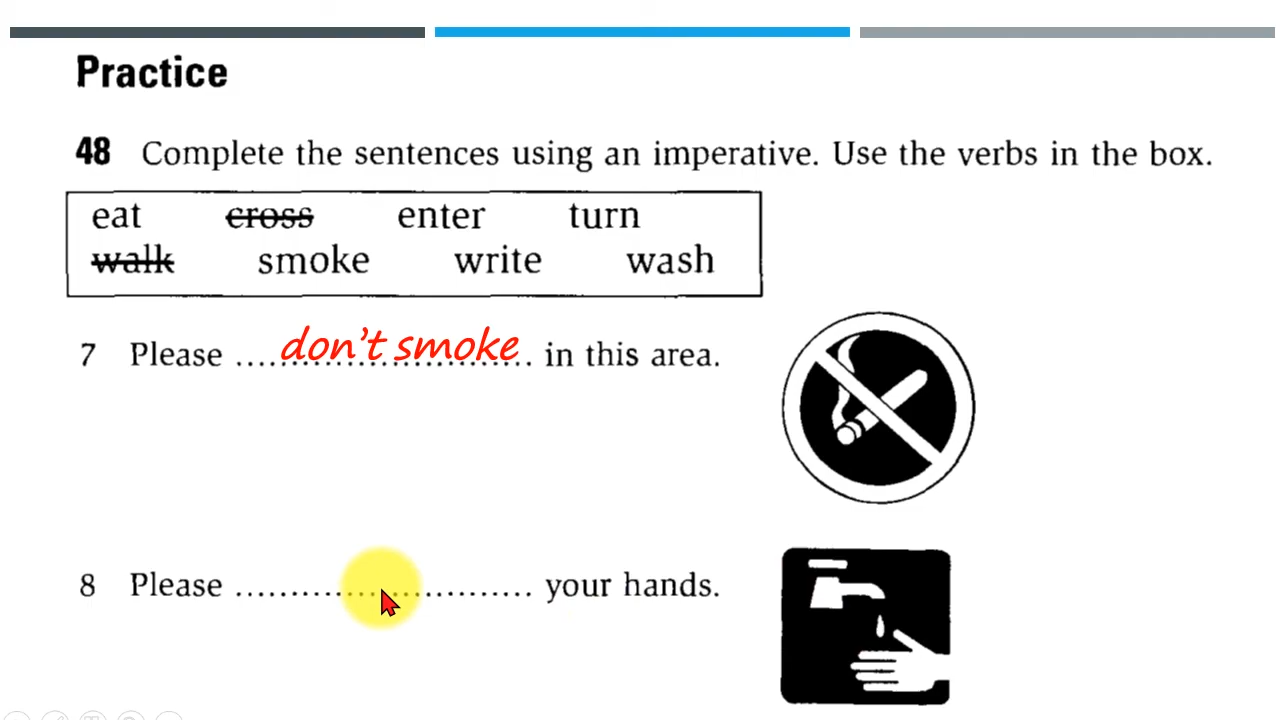 Practice
48 Complete the sentences using an imperative. Use the verbs in the box.
eat cross enter turn
walk smoke write wash
7 Please ....don't smoke.... in this area.
8 Please .............................. your hands.